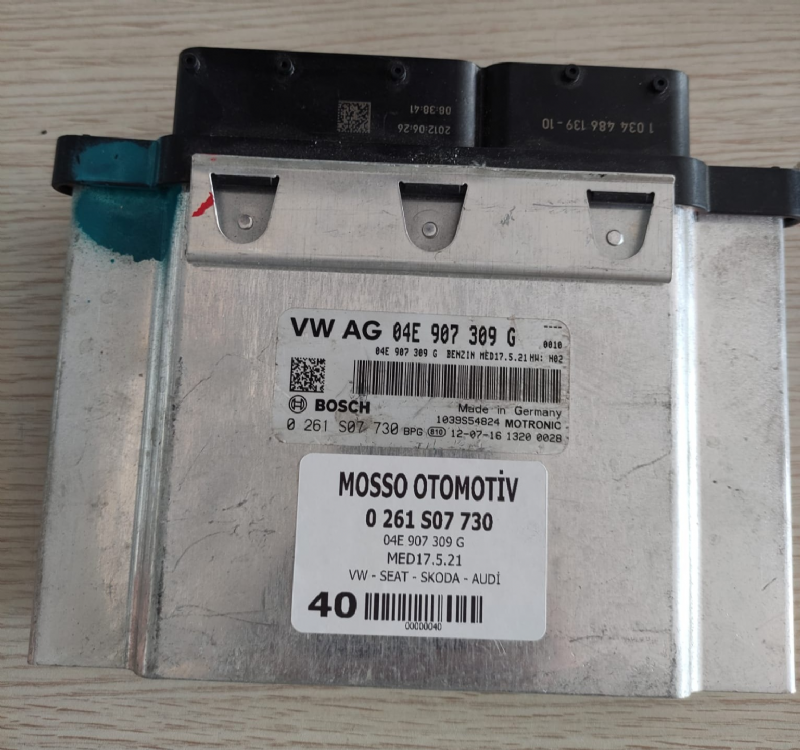 2012.06.26
08:38:41
1 034 486 139 - 10
VW AG 04E 907 309 G
----
0010
04E 907 309 G BENZIN MED17.5.21 HW: H02
BOSCH
Made in Germany
1039S54824 MOTRONIC
0 261 S07 730 BPG 810 12-07-16 1320 0028
MOSSO OTOMOTİV
0 261 S07 730
04E 907 309 G
MED17.5.21
VW - SEAT - SKODA - AUDİ
40
00000040